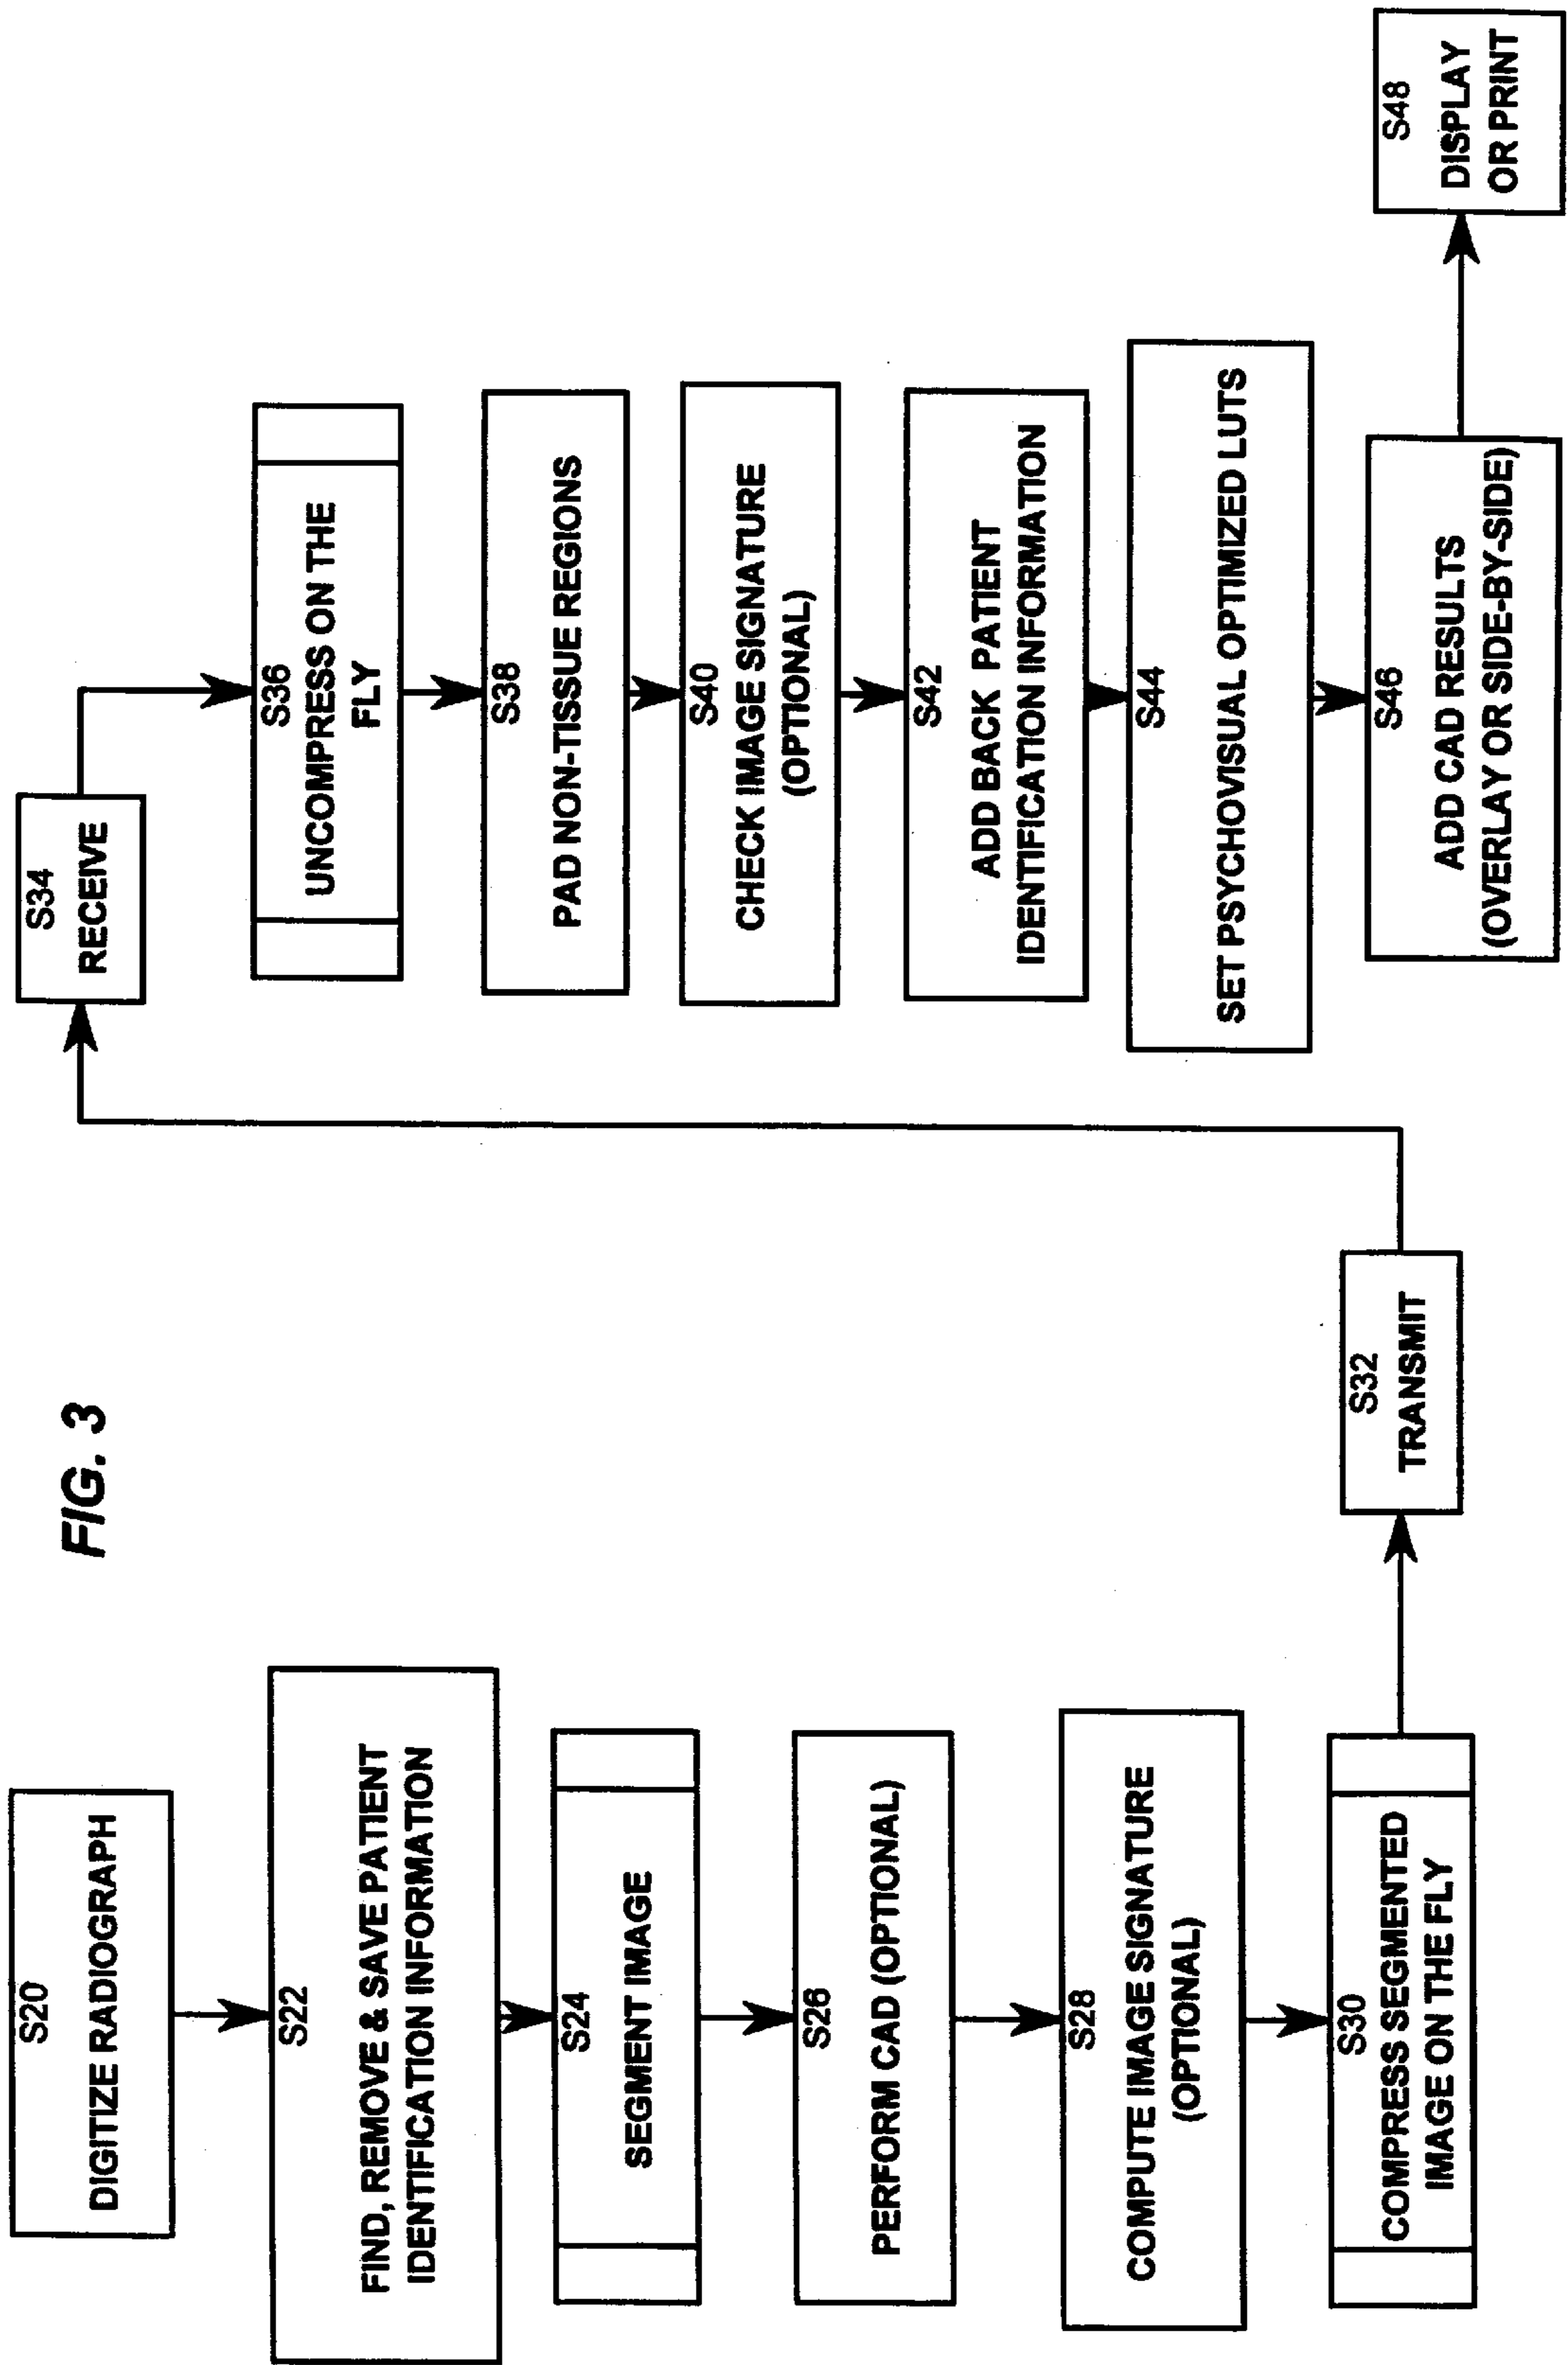 FIG. 3
S20
DIGITIZE RADIOGRAPH
S22
FIND, REMOVE & SAVE PATIENT
IDENTIFICATION INFORMATION
S24
SEGMENT IMAGE
S26
PERFORM CAD (OPTIONAL)
S28
COMPUTE IMAGE SIGNATURE
(OPTIONAL)
S30
COMPRESS SEGMENTED
IMAGE ON THE FLY
S32
TRANSMIT
S34
RECEIVE
S36
UNCOMPRESS ON THE
FLY
S38
PAD NON-TISSUE REGIONS
S40
CHECK IMAGE SIGNATURE
(OPTIONAL)
S42
ADD BACK PATIENT
IDENTIFICATION INFORMATION
S44
SET PSYCHOVISUAL OPTIMIZED LUTS
S46
ADD CAD RESULTS
(OVERLAY OR SIDE-BY-SIDE)
S48
DISPLAY
OR PRINT